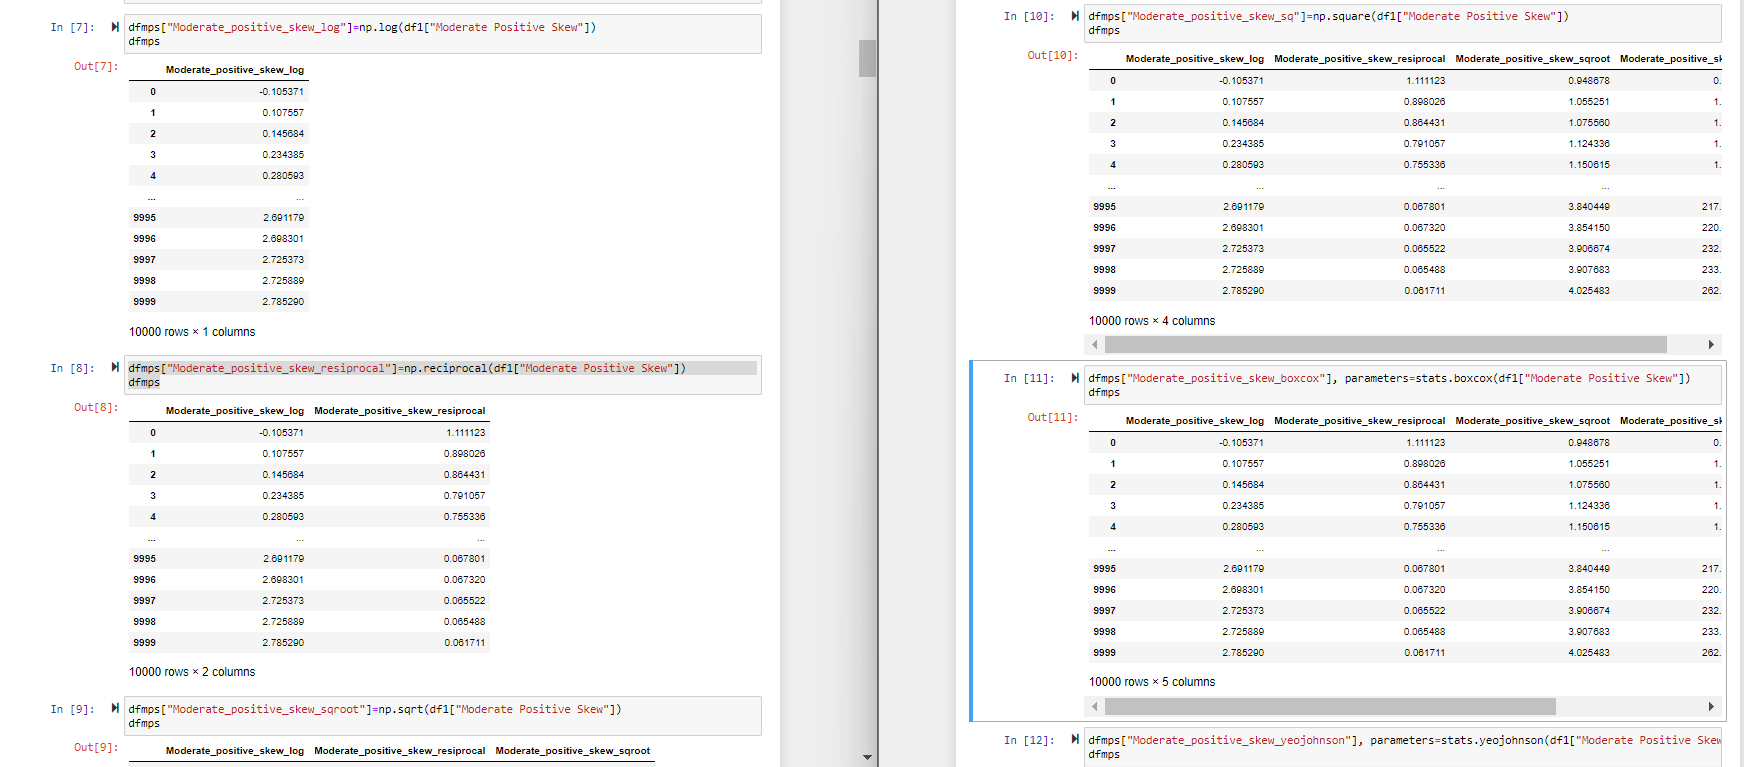 In [7]: dfmps["Moderate_positive_skew_log"]=np.log(df1["Moderate Positive Skew"])
dfmps
Out[7]:
Moderate_positive_skew_log
0 -0.105371
1 0.107557
2 0.145684
3 0.234385
4 0.280593
... ...
9995 2.691179
9996 2.698301
9997 2.725373
9998 2.725889
9999 2.785290
10000 rows × 1 columns
In [8]: dfmps["Moderate_positive_skew_resiprocal"]=np.reciprocal(df1["Moderate Positive Skew"])
dfmps
Out[8]:
Moderate_positive_skew_log Moderate_positive_skew_resiprocal
0 -0.105371 1.111123
1 0.107557 0.898026
2 0.145684 0.864431
3 0.234385 0.791057
4 0.280593 0.755336
... ... ...
9995 2.691179 0.067801
9996 2.698301 0.067320
9997 2.725373 0.065522
9998 2.725889 0.065488
9999 2.785290 0.061711
10000 rows × 2 columns
In [9]: dfmps["Moderate_positive_skew_sqroot"]=np.sqrt(df1["Moderate Positive Skew"])
dfmps
Out[9]:
Moderate_positive_skew_log Moderate_positive_skew_resiprocal Moderate_positive_skew_sqroot
In [10]: dfmps["Moderate_positive_skew_sq"]=np.square(df1["Moderate Positive Skew"])
dfmps
Out[10]:
Moderate_positive_skew_log Moderate_positive_skew_resiprocal Moderate_positive_skew_sqroot Moderate_positive_sk
0 -0.105371 1.111123 0.948678 0.
1 0.107557 0.898026 1.055251 1.
2 0.145684 0.864431 1.075560 1.
3 0.234385 0.791057 1.124336 1.
4 0.280593 0.755336 1.150615 1.
... ... ... ...
9995 2.691179 0.067801 3.840449 217.
9996 2.698301 0.067320 3.854150 220.
9997 2.725373 0.065522 3.906674 232.
9998 2.725889 0.065488 3.907683 233.
9999 2.785290 0.061711 4.025483 262.
10000 rows × 4 columns
In [11]: dfmps["Moderate_positive_skew_boxcox"], parameters=stats.boxcox(df1["Moderate Positive Skew"])
dfmps
Out[11]:
Moderate_positive_skew_log Moderate_positive_skew_resiprocal Moderate_positive_skew_sqroot Moderate_positive_sk
0 -0.105371 1.111123 0.948678 0.
1 0.107557 0.898026 1.055251 1.
2 0.145684 0.864431 1.075560 1.
3 0.234385 0.791057 1.124336 1.
4 0.280593 0.755336 1.150615 1.
... ... ... ...
9995 2.691179 0.067801 3.840449 217.
9996 2.698301 0.067320 3.854150 220.
9997 2.725373 0.065522 3.906674 232.
9998 2.725889 0.065488 3.907683 233.
9999 2.785290 0.061711 4.025483 262.
10000 rows × 5 columns
In [12]: dfmps["Moderate_positive_skew_yeojohnson"], parameters=stats.yeojohnson(df1["Moderate Positive Skew
dfmps